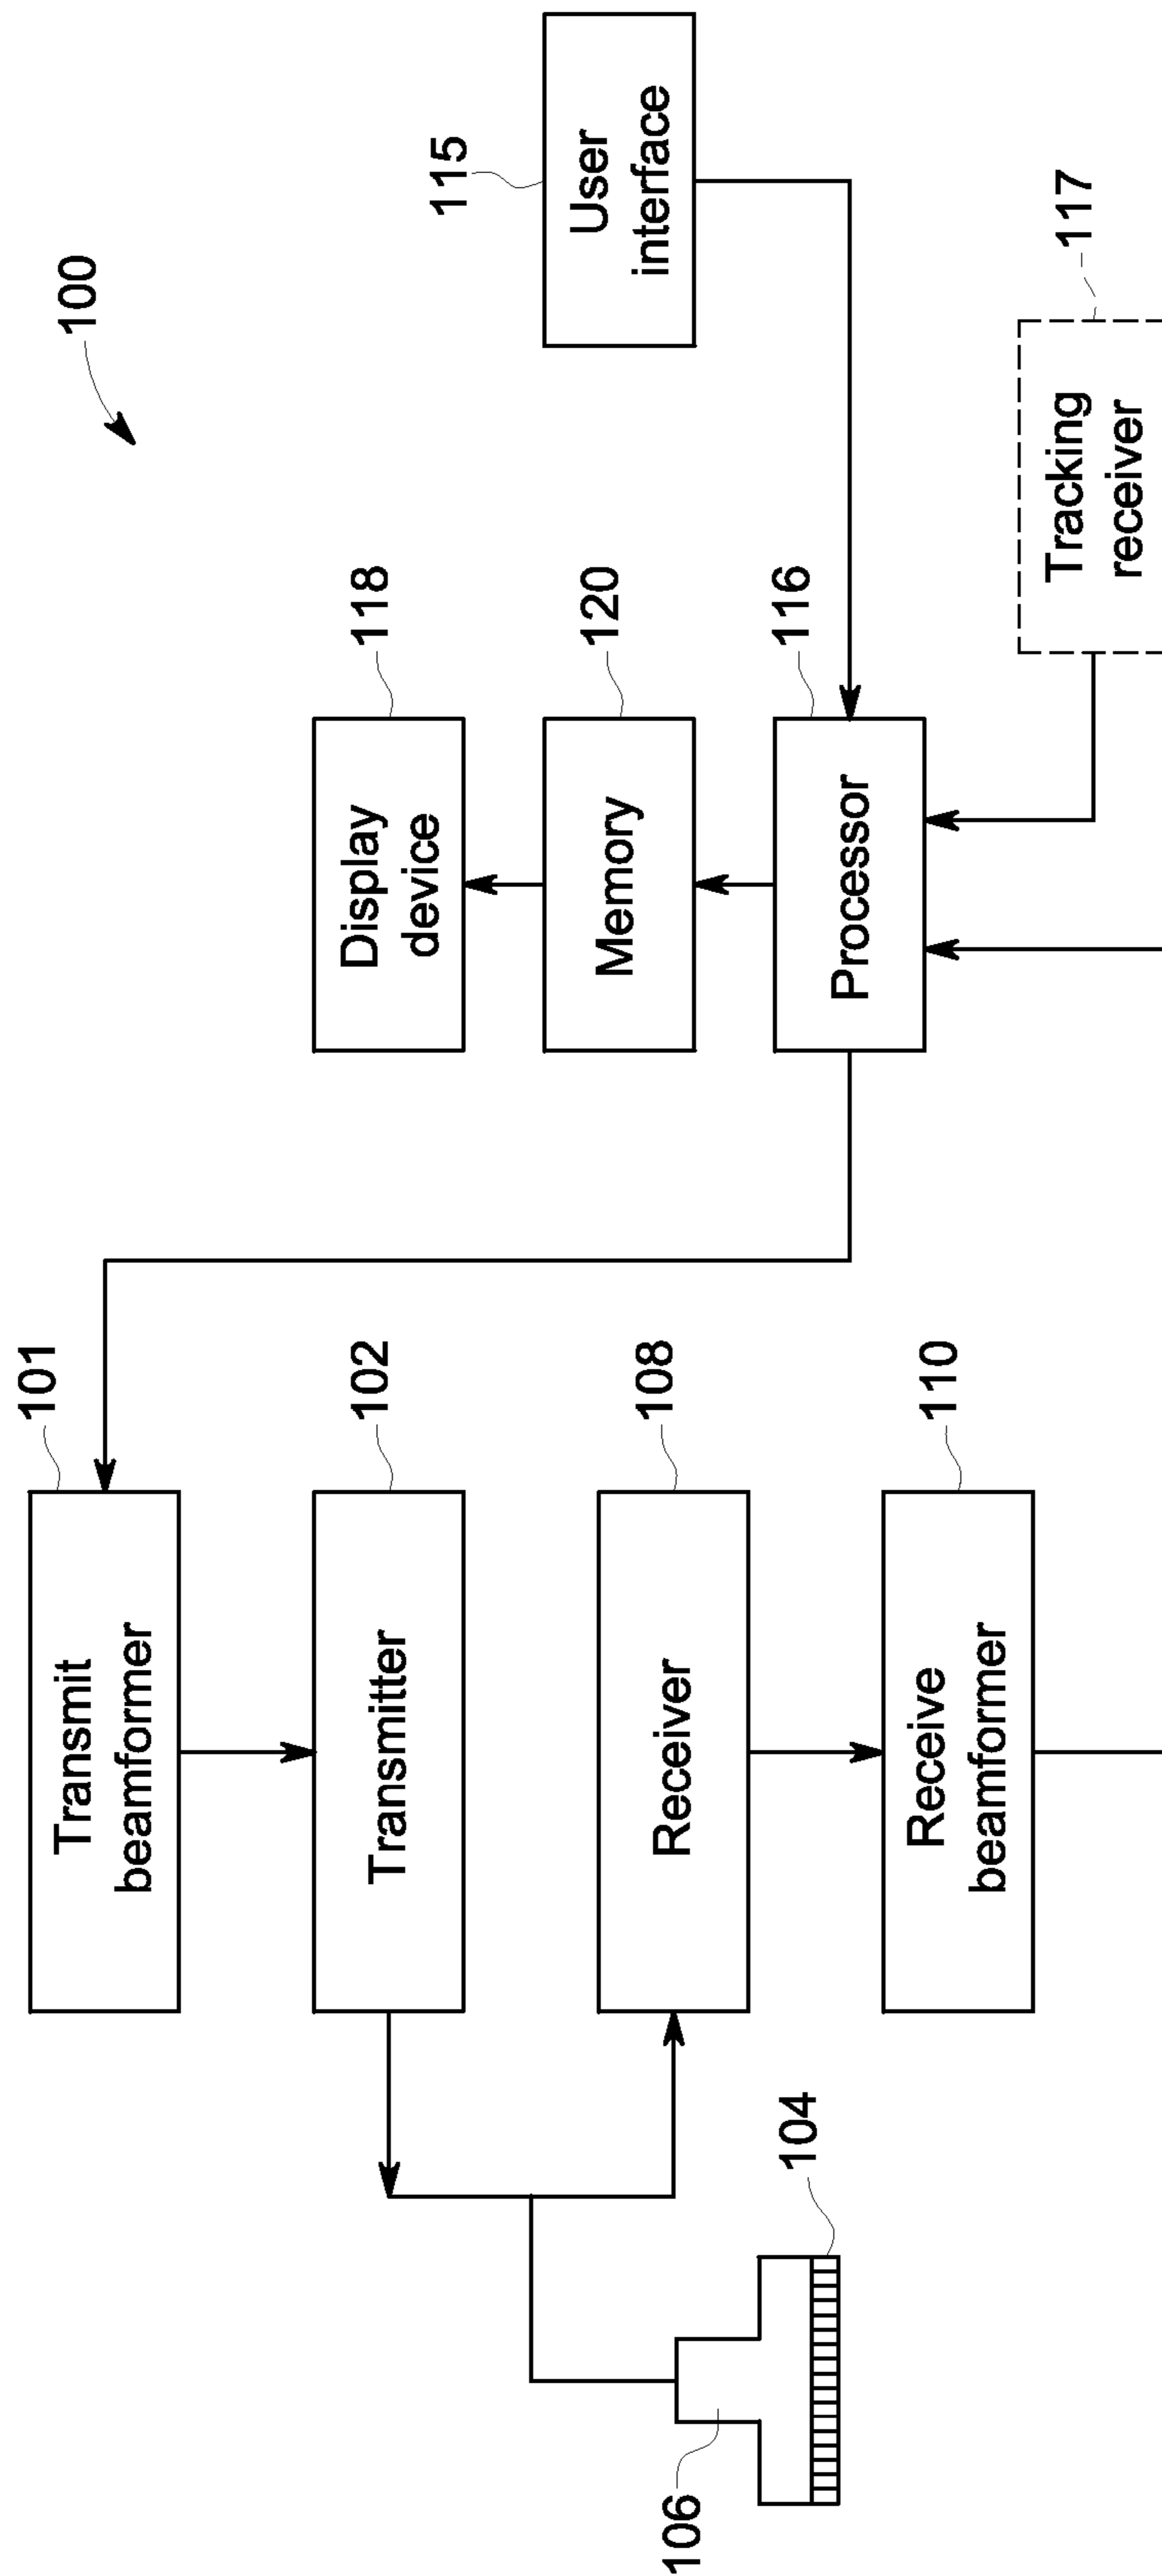 100
101
Transmit
beamformer
102
Transmitter
106
104
108
Receiver
110
Receive
beamformer
118
Display
device
120
Memory
116
Processor
115
User
interface
117
Tracking
receiver